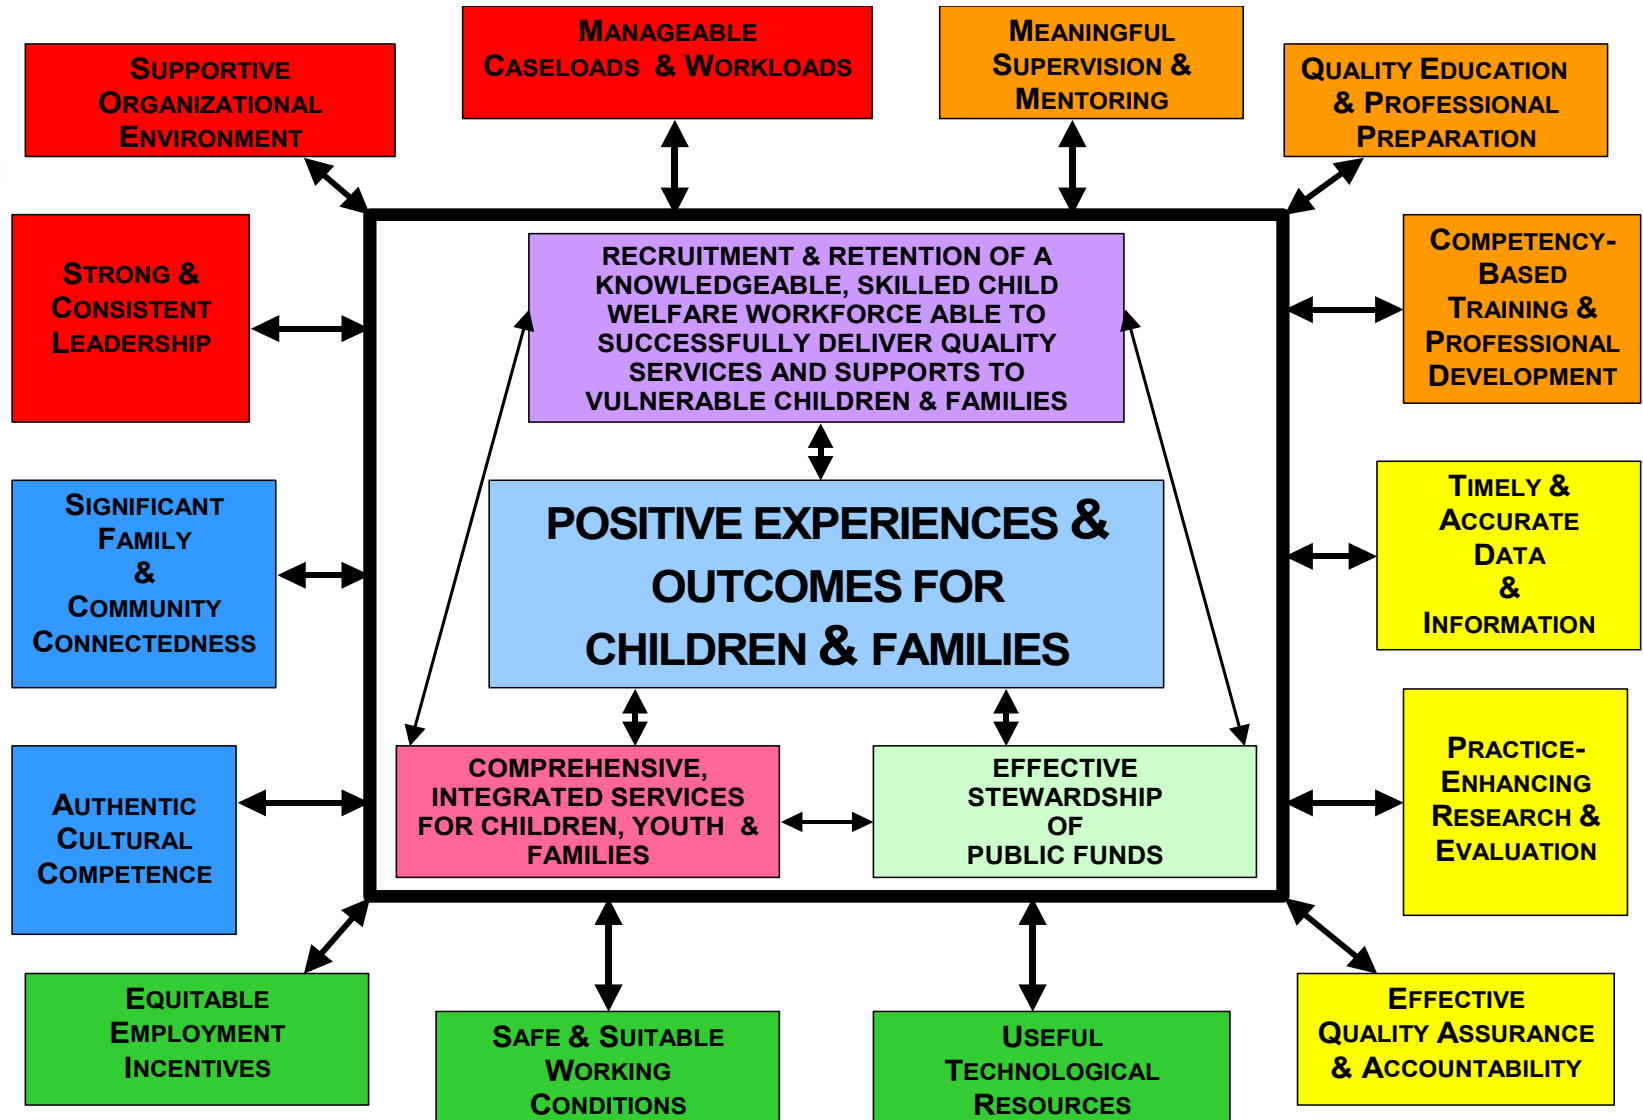 MANAGEABLE
CASELOADS & WORKLOADS
MEANINGFUL
SUPERVISION &
MENTORING
SUPPORTIVE
ORGANIZATIONAL
ENVIRONMENT
QUALITY EDUCATION
& PROFESSIONAL
PREPARATION
STRONG &
CONSISTENT
LEADERSHIP
RECRUITMENT & RETENTION OF A
KNOWLEDGEABLE, SKILLED CHILD
WELFARE WORKFORCE ABLE TO
SUCCESSFULLY DELIVER QUALITY
SERVICES AND SUPPORTS TO
VULNERABLE CHILDREN & FAMILIES
COMPETENCY-
BASED
TRAINING &
PROFESSIONAL
DEVELOPMENT
SIGNIFICANT
FAMILY
&
COMMUNITY
CONNECTEDNESS
POSITIVE EXPERIENCES &
OUTCOMES FOR
CHILDREN & FAMILIES
TIMELY &
ACCURATE
DATA
&
INFORMATION
AUTHENTIC
CULTURAL
COMPETENCE
COMPREHENSIVE,
INTEGRATED SERVICES
FOR CHILDREN, YOUTH &
FAMILIES
EFFECTIVE
STEWARDSHIP
OF
PUBLIC FUNDS
PRACTICE-
ENHANCING
RESEARCH &
EVALUATION
EQUITABLE
EMPLOYMENT
INCENTIVES
SAFE & SUITABLE
WORKING
CONDITIONS
USEFUL
TECHNOLOGICAL
RESOURCES
EFFECTIVE
QUALITY ASSURANCE
& ACCOUNTABILITY